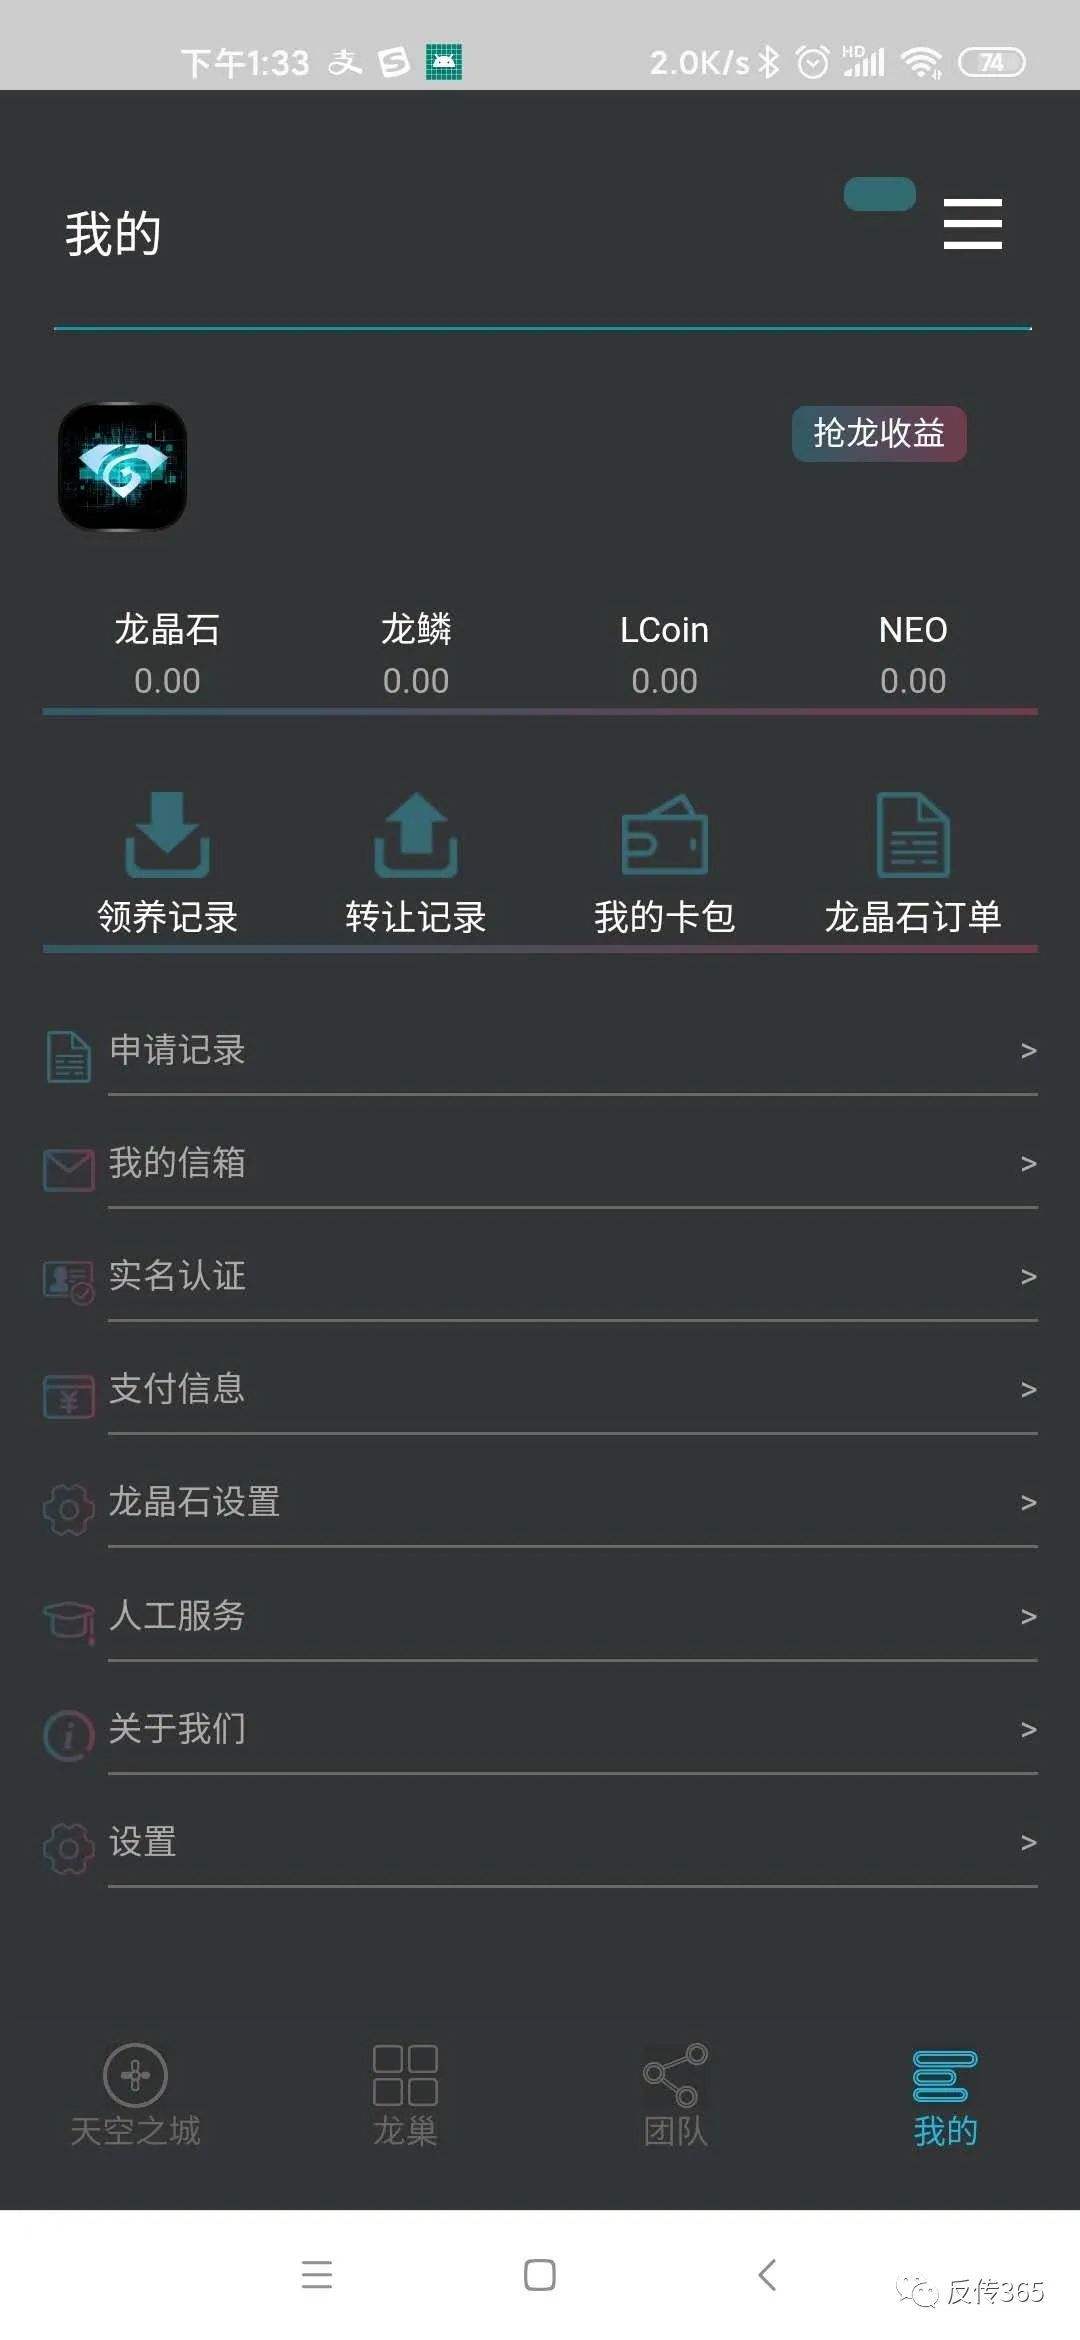 下午1:33 2.0K/s HD 74
我的
抢龙收益
龙晶石 龙鳞 LCoin NEO
0.00 0.00 0.00 0.00
领养记录 转让记录 我的卡包 龙晶石订单
申请记录 >
我的信箱 >
实名认证 >
支付信息 >
龙晶石设置 >
人工服务 >
关于我们 >
设置 >
天空之城 龙巢 团队 我的
反传365